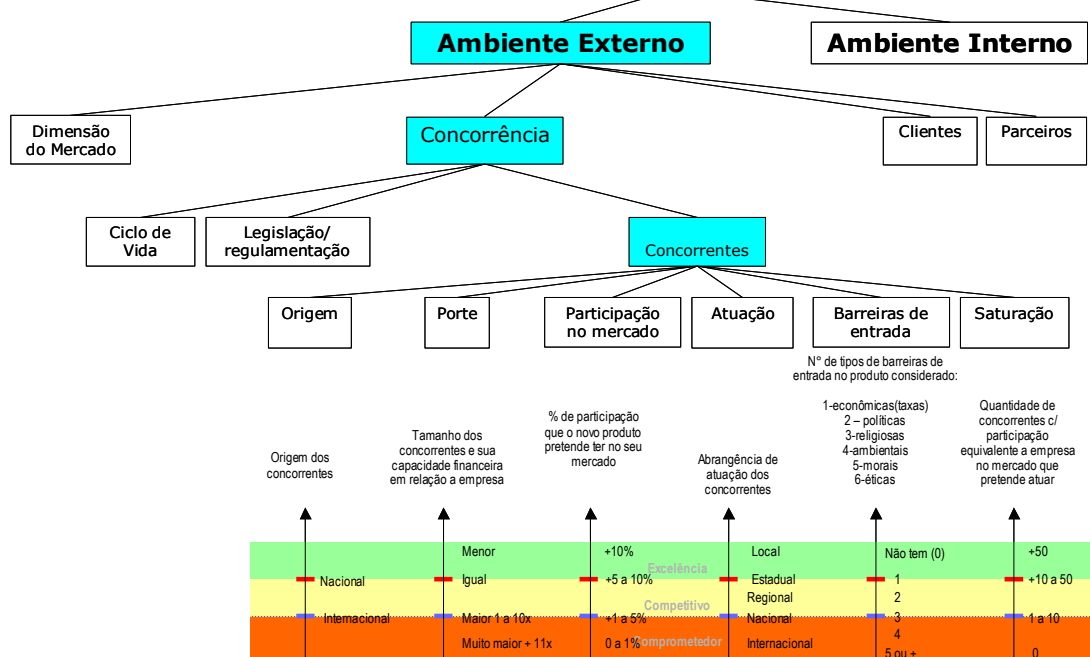 Ambiente Externo
Ambiente Interno
Dimensão
do Mercado
Concorrência
Clientes
Parceiros
Ciclo de
Vida
Legislação/
regulamentação
Concorrentes
Origem
Porte
Participação
no mercado
Atuação
Barreiras de
entrada
Saturação
N° de tipos de barreiras de
entrada no produto considerado:
1-econômicas(taxas)
2 – políticas
3-religiosas
4-ambientais
5-morais
6-éticas
Origem dos
concorrentes
Tamanho dos
concorrentes e sua
capacidade financeira
em relação a empresa
% de participação
que o novo produto
pretende ter no seu
mercado
Abrangência de
atuação dos
concorrentes
Quantidade de
concorrentes c/
participação
equivalente a empresa
no mercado que
pretende atuar
Menor
+10%
Local
Não tem (0)
+50
Excelência
Nacional
Igual
+5 a 10%
Estadual
1
+10 a 50
Regional
2
Competitivo
Internacional
Maior 1 a 10x
+1 a 5%
Nacional
3
1 a 10
4
Muito maior + 11x
0 a 1%
Comprometedor
Internacional
5 ou +
0